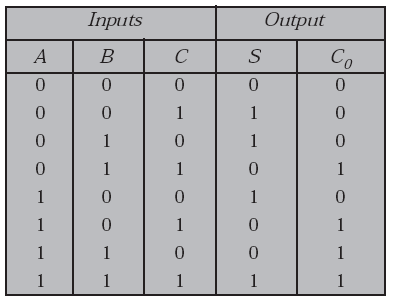 Inputs Output
A B C S C₀
0 0 0 0 0
0 0 1 1 0
0 1 0 1 0
0 1 1 0 1
1 0 0 1 0
1 0 1 0 1
1 1 0 0 1
1 1 1 1 1